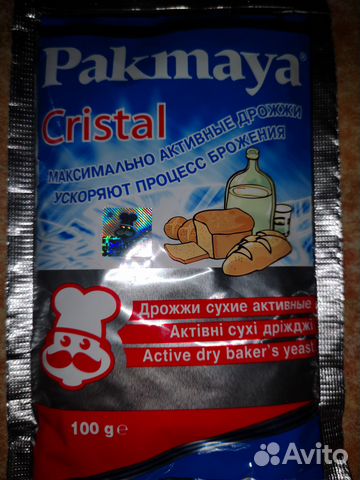 Pakmaya®
Cristal
МАКСИМАЛЬНО АКТИВНЫЕ ДРОЖЖИ
УСКОРЯЮТ ПРОЦЕСС БРОЖЕНИЯ
Дрожжи сухие активные
Активні сухі дріжджі
Active dry baker's yeast
100 g ℮
Avito